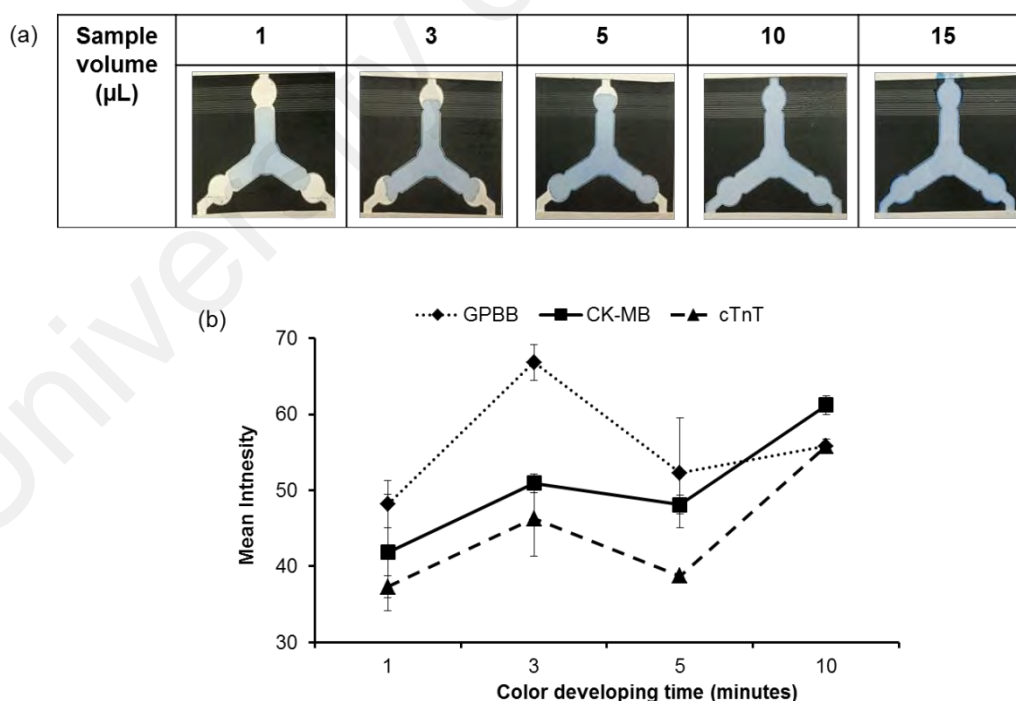 (a)
Sample volume (µL) 1 3 5 10 15
(b)
GPBB CK-MB cTnT
70
60
50
40
30
Mean Intnesity
1 3 5 10
Color developing time (minutes)